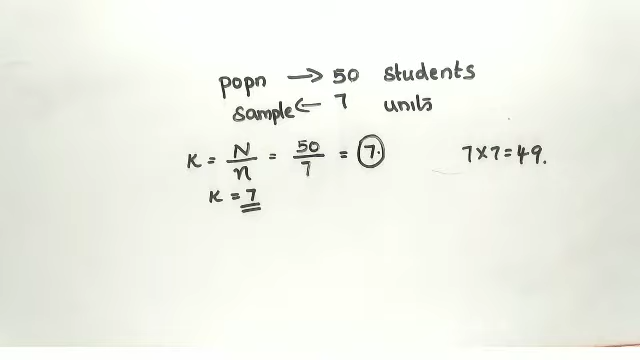 popn → 50 students
sample ← 7 units
K = N/n = 50/7 = 7. 7×7=49.
K = 7